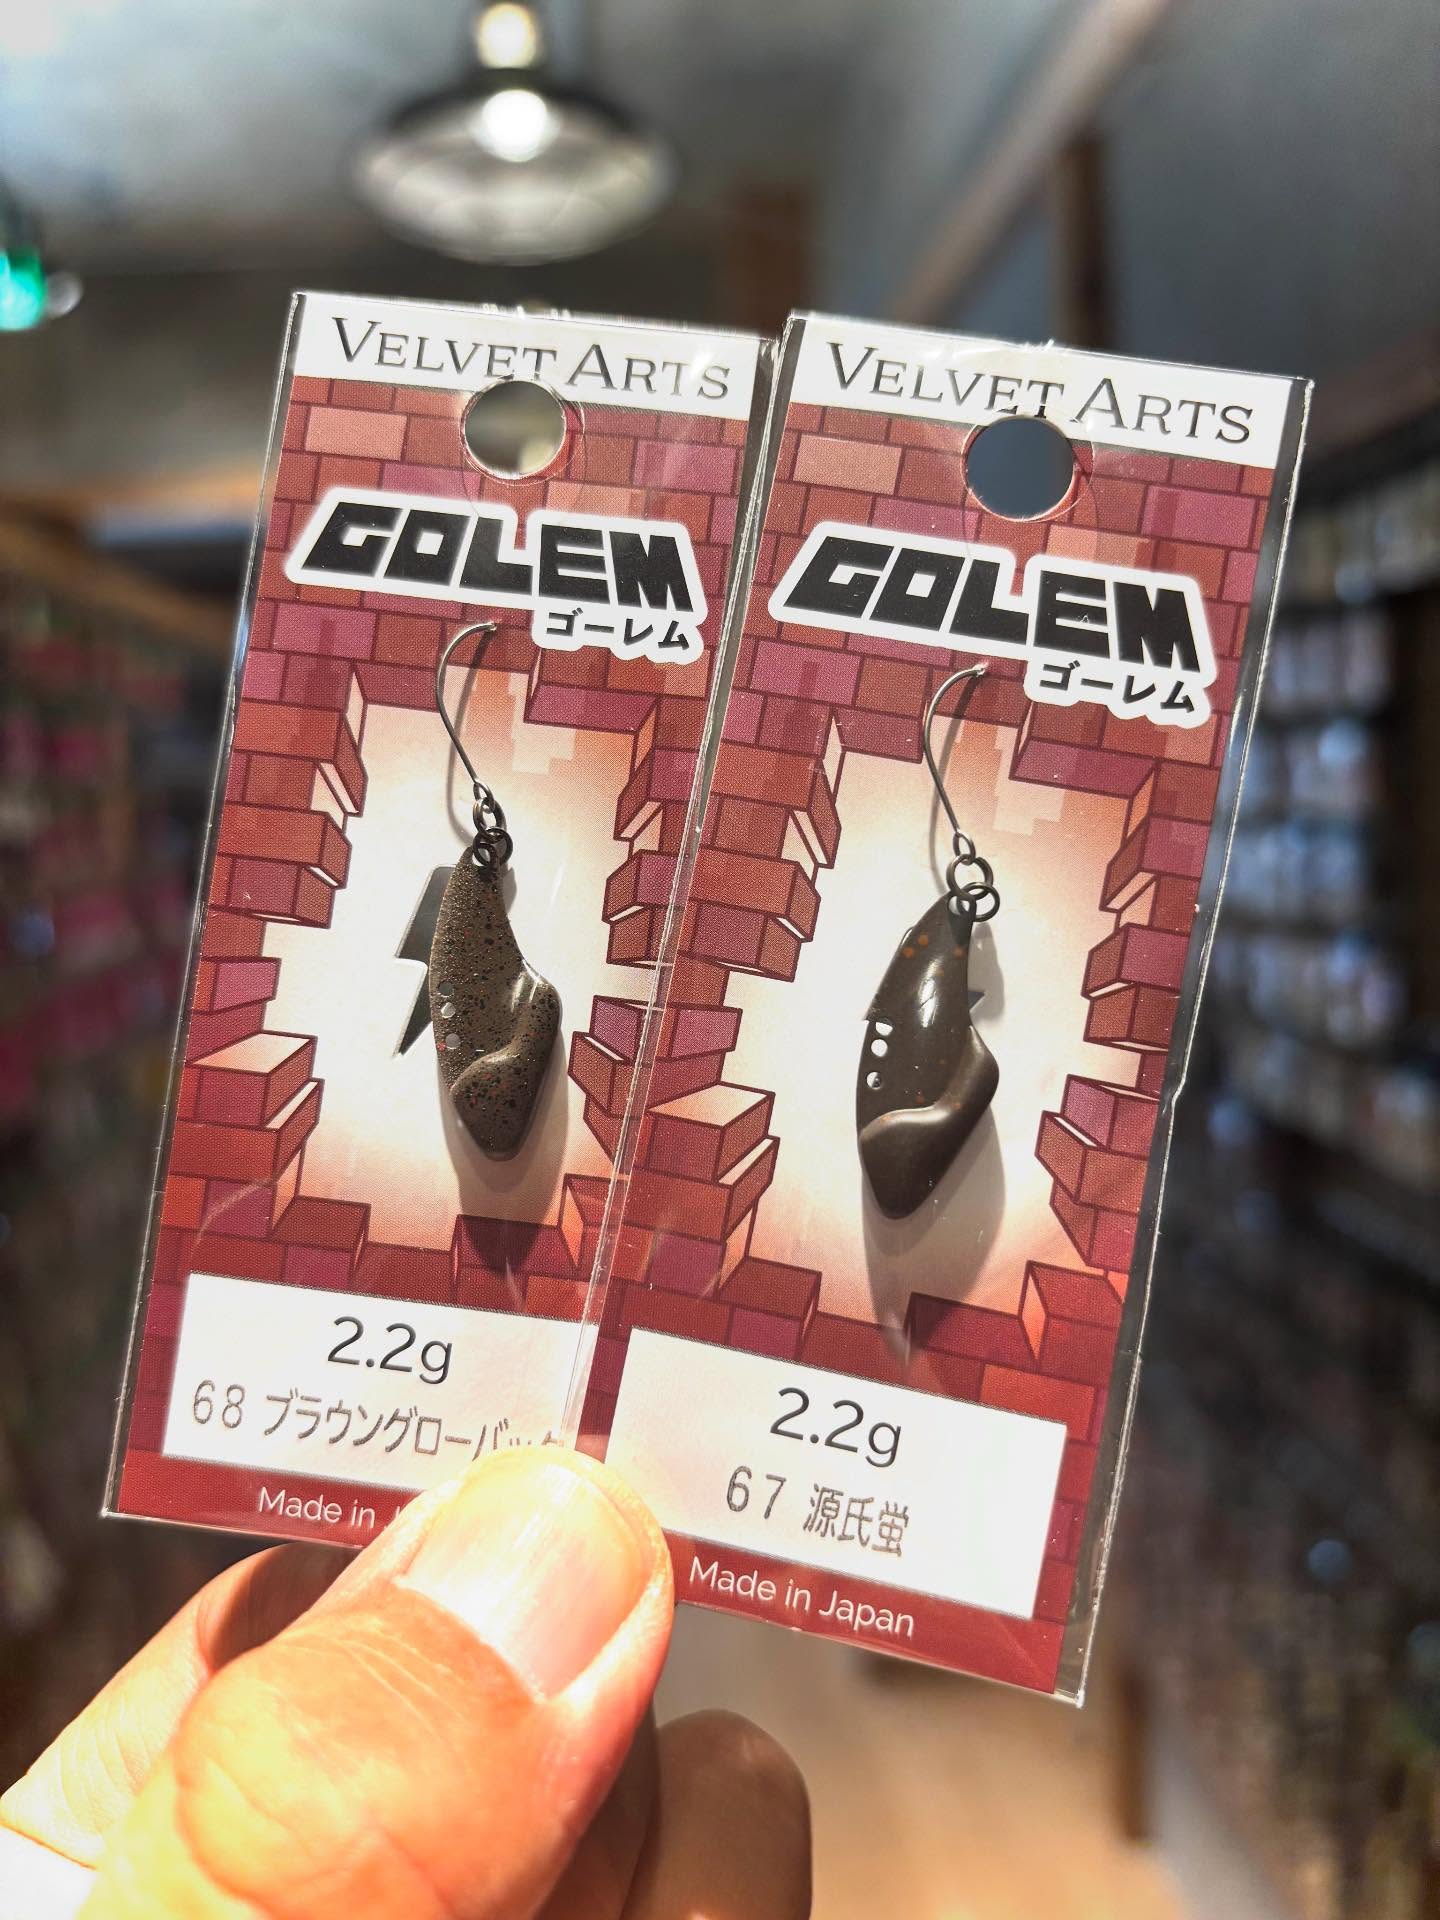 VELVET ARTS
GOLEM
ゴーレム
2.2g
68 ブラウングローバック
Made in
VELVET ARTS
GOLEM
ゴーレム
2.2g
67 源氏蛍
Made in Japan